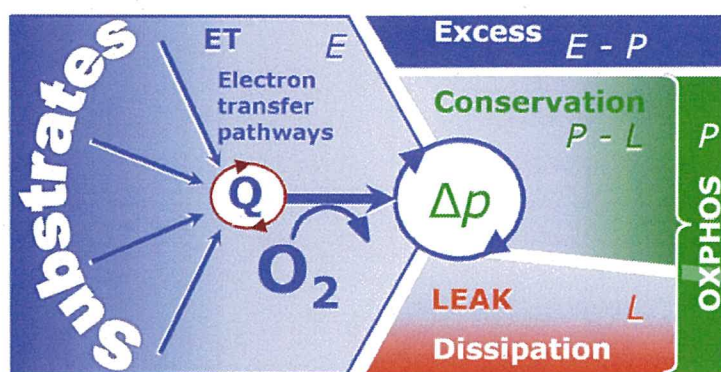 Substrates
ET
E
Electron
transfer
pathways
Q
O2
Δp
Excess
E - P
Conservation
P - L
LEAK
L
Dissipation
P
OXPHOS